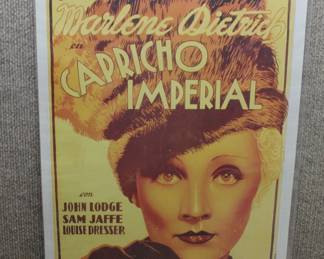 Marlene Dietrich
en
CAPRICHO
IMPERIAL
con
JOHN LODGE
SAM JAFFE
LOUISE DRESSER